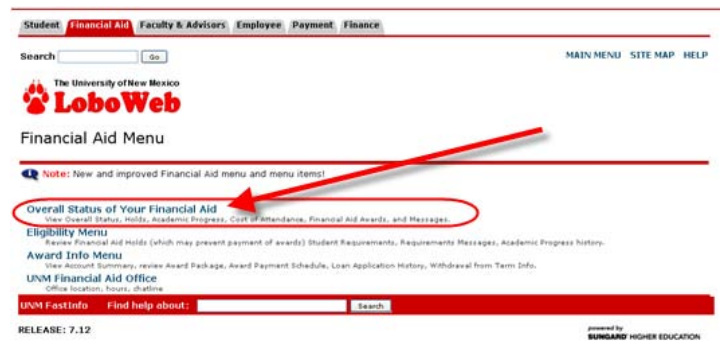 Student Financial Aid Faculty & Advisors Employee Payment Finance
Search Go MAIN MENU SITE MAP HELP
The University of New Mexico
LoboWeb
Financial Aid Menu
Note: New and improved Financial Aid menu and menu items!
Overall Status of Your Financial Aid
View Overall Status, Holds, Academic Progress, Cost of Attendance, Financial Aid Awards, and Messages.
Eligibility Menu
Review Financial Aid Holds (which may prevent payment of awards) Student Requirements, Requirements Messages, Academic Progress history.
Award Info Menu
View Account Summary, review Award Package, Award Payment Schedule, Loan Application History, Withdrawal from Term Info.
UNM Financial Aid Office
Office location, hours, chatline
UNM FastInfo Find help about: Search
RELEASE: 7.12
powered by
SUNGARD HIGHER EDUCATION